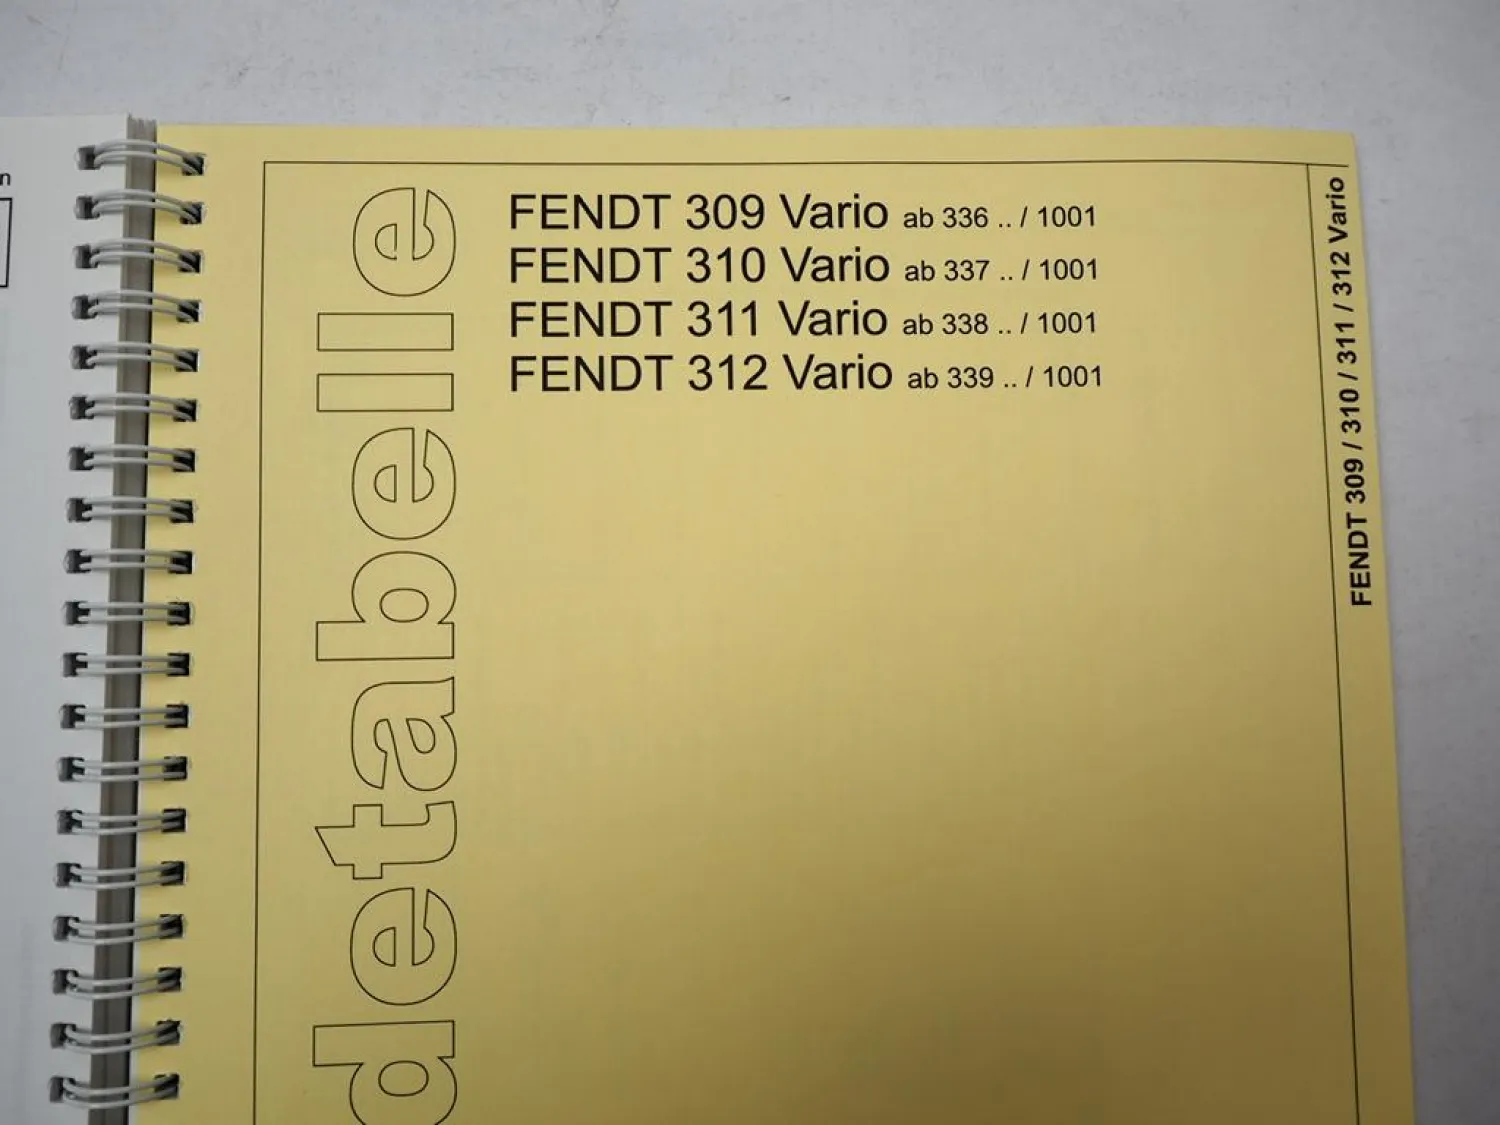 FENDT 309 Vario ab 336 .. / 1001
FENDT 310 Vario ab 337 .. / 1001
FENDT 311 Vario ab 338 .. / 1001
FENDT 312 Vario ab 339 .. / 1001
detabelle
FENDT 309 / 310 / 311 / 312 Vario
n